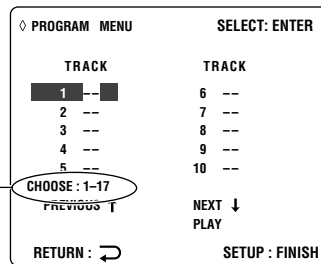 ◊ PROGRAM MENU SELECT: ENTER
TRACK TRACK
1 -- 6 --
2 -- 7 --
3 -- 8 --
4 -- 9 --
5 -- 10 --
CHOOSE : 1–17
PREVIOUS ↑ NEXT ↓
PLAY
RETURN : ⮌ SETUP : FINISH